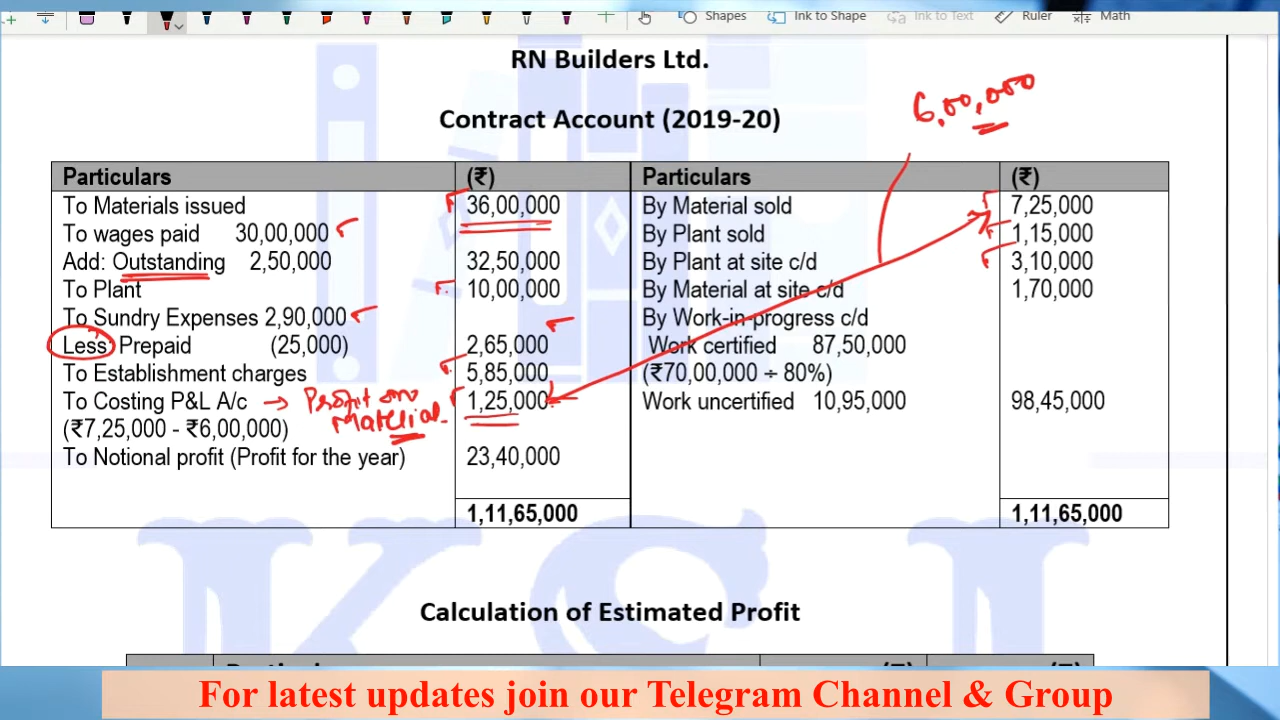 Shapes Ink to Shape Ink to Text Ruler Math
RN Builders Ltd.
6,00,000
Contract Account (2019-20)
Particulars (₹) Particulars (₹)
To Materials issued 36,00,000 By Material sold 7,25,000
To wages paid 30,00,000 By Plant sold 1,15,000
Add: Outstanding 2,50,000 32,50,000 By Plant at site c/d 3,10,000
To Plant 10,00,000 By Material at site c/d 1,70,000
To Sundry Expenses 2,90,000 By Work-in-progress c/d
Less: Prepaid (25,000) 2,65,000 Work certified 87,50,000
To Establishment charges 5,85,000 (₹70,00,000 ÷ 80%)
To Costing P&L A/c → Profit on 1,25,000 Work uncertified 10,95,000 98,45,000
(₹7,25,000 - ₹6,00,000) material.
To Notional profit (Profit for the year) 23,40,000
1,11,65,000 1,11,65,000
KSI
Calculation of Estimated Profit
(₹) (₹)
For latest updates join our Telegram Channel & Group